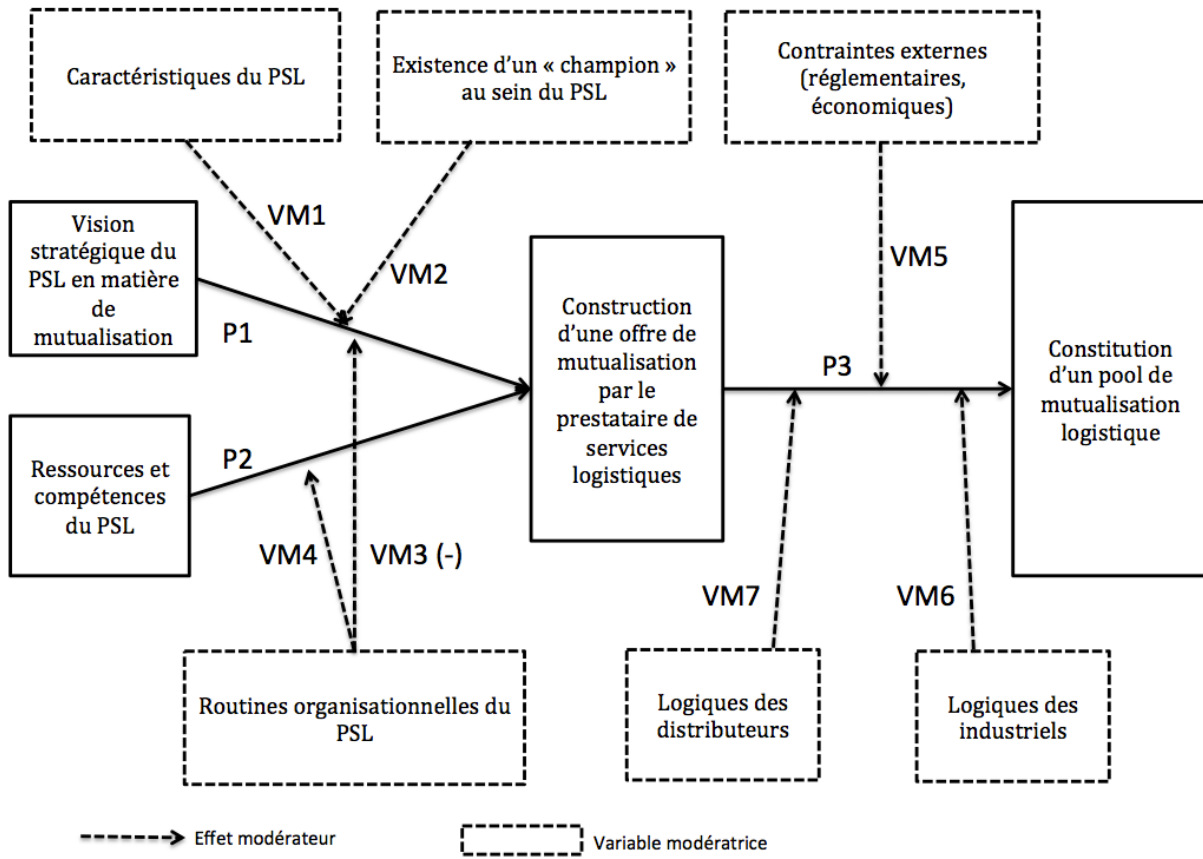 Caractéristiques du PSL
Existence d’un « champion »
au sein du PSL
Contraintes externes
(réglementaires,
économiques)
VM1
VM2
VM5
Vision
stratégique du
PSL en matière
de
mutualisation
P1
Construction
d’une offre de
mutualisation
par le
prestataire de
services
logistiques
P3
Constitution
d’un pool de
mutualisation
logistique
P2
Ressources et
compétences
du PSL
VM4
VM3 (-)
VM7
VM6
Routines organisationnelles du
PSL
Logiques des
distributeurs
Logiques des
industriels
Effet modérateur
Variable modératrice